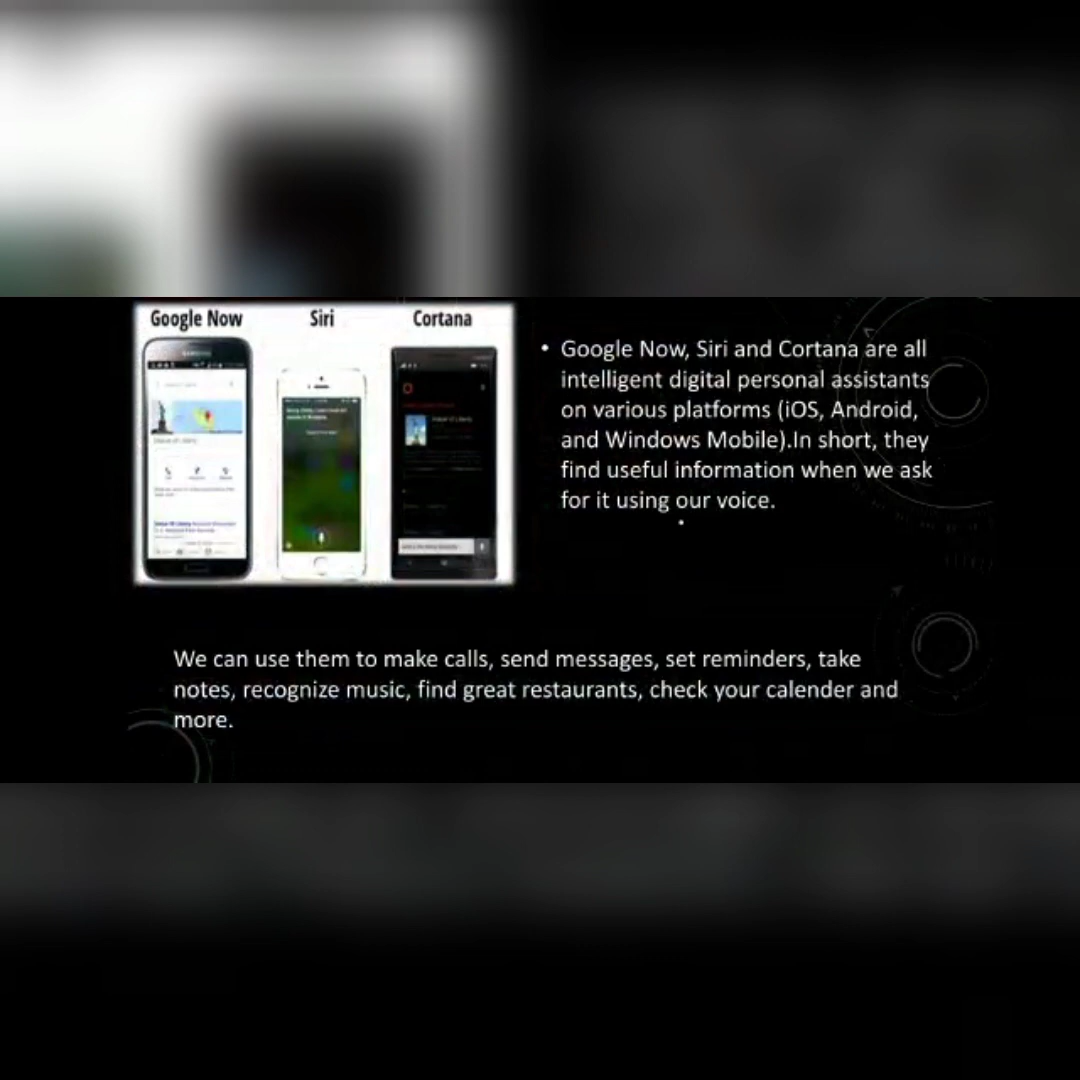 Google Now
Siri
Cortana
• Google Now, Siri and Cortana are all
intelligent digital personal assistants
on various platforms (iOS, Android,
and Windows Mobile).In short, they
find useful information when we ask
for it using our voice.
We can use them to make calls, send messages, set reminders, take
notes, recognize music, find great restaurants, check your calender and
more.